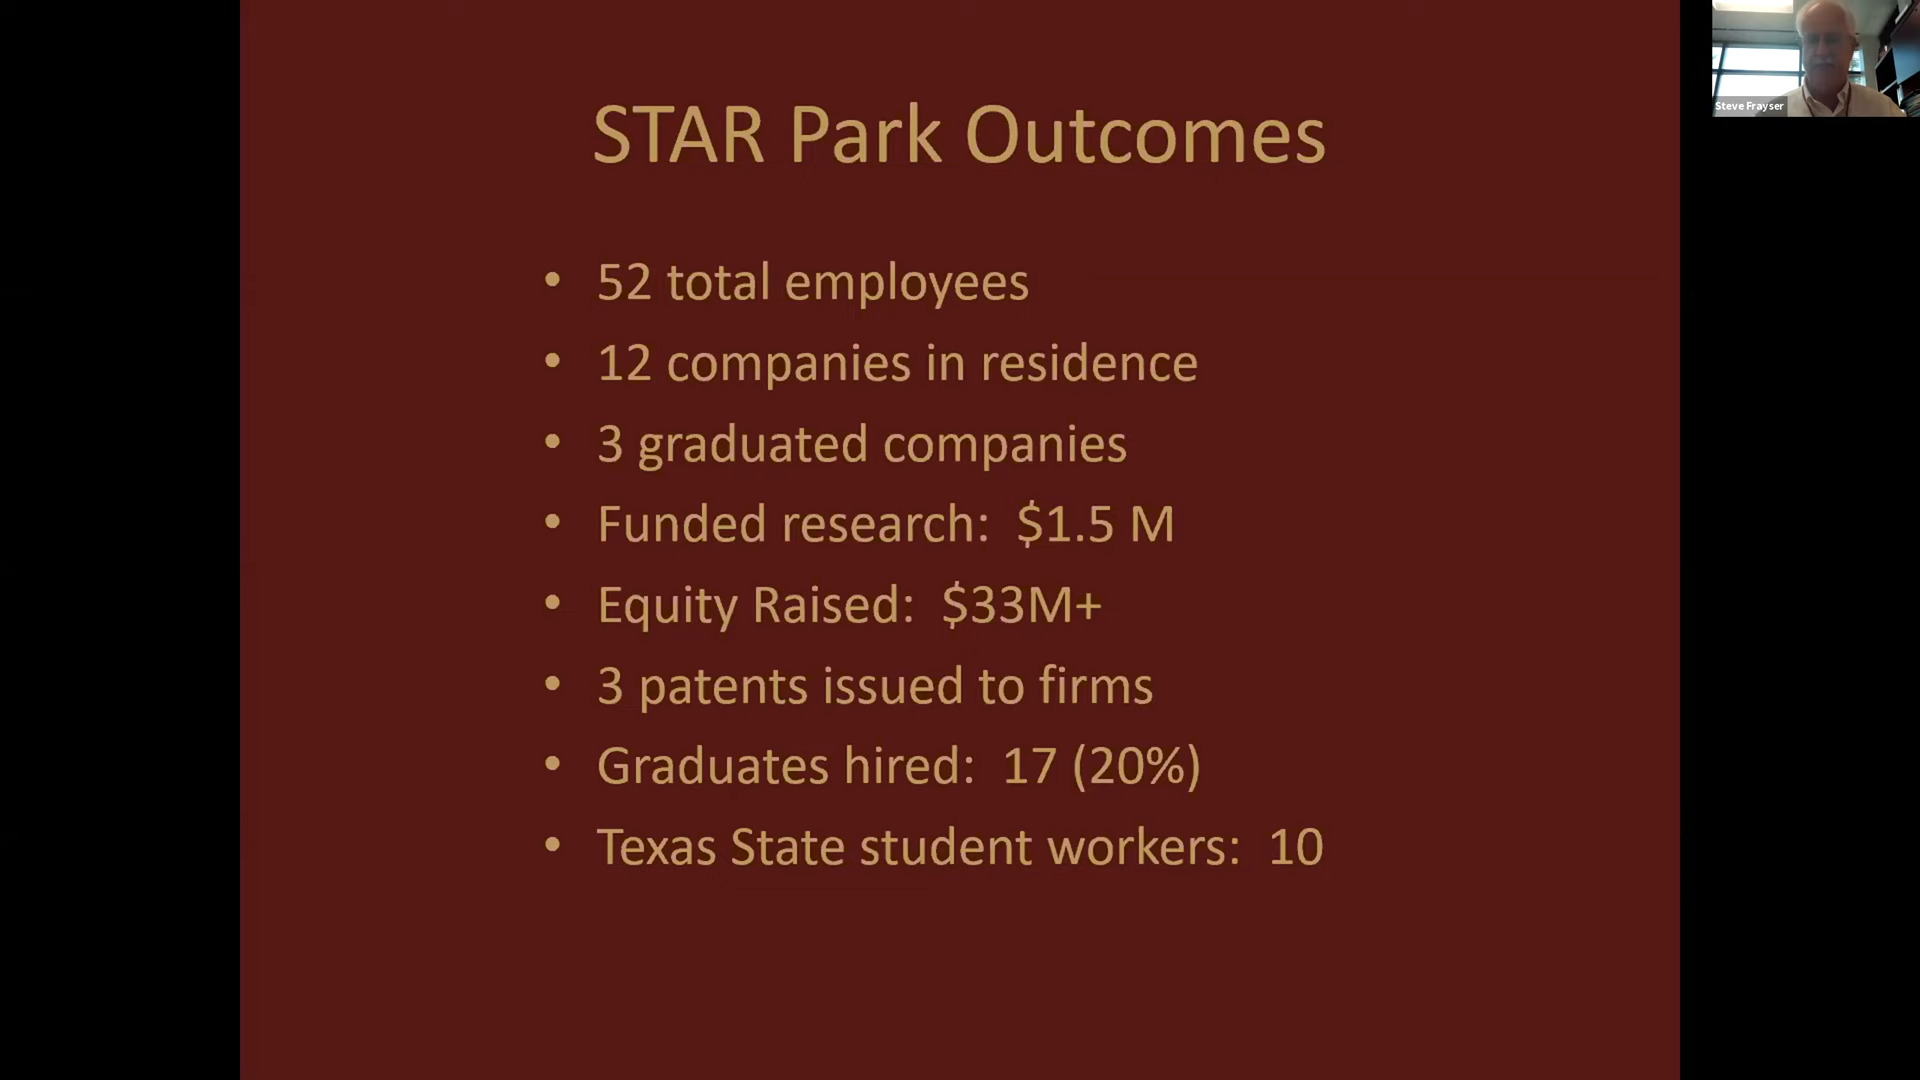 STAR Park Outcomes
• 52 total employees
• 12 companies in residence
• 3 graduated companies
• Funded research:  $1.5 M
• Equity Raised:  $33M+
• 3 patents issued to firms
• Graduates hired:  17 (20%)
• Texas State student workers:  10
Steve Frayser